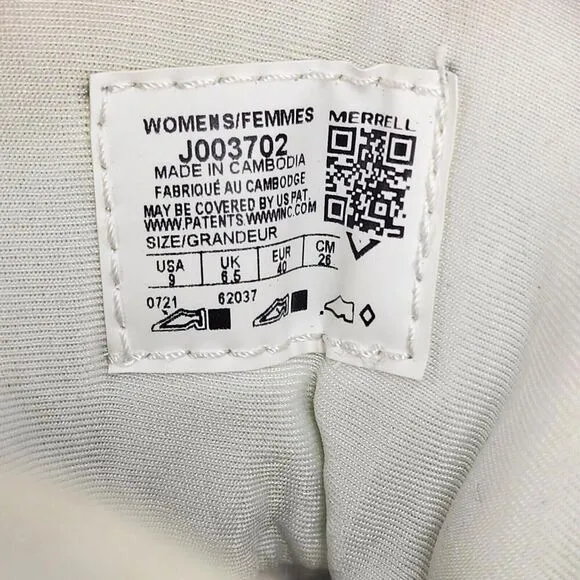 WOMENS/FEMMES
MERRELL
J003702
MADE IN CAMBODIA
FABRIQUÉ AU CAMBODGE
MAY BE COVERED BY US PAT.
WWW.PATENTS.WWWINC.COM
SIZE/GRANDEUR
USA UK EUR CM
9 6.5 40 26
0721 62037